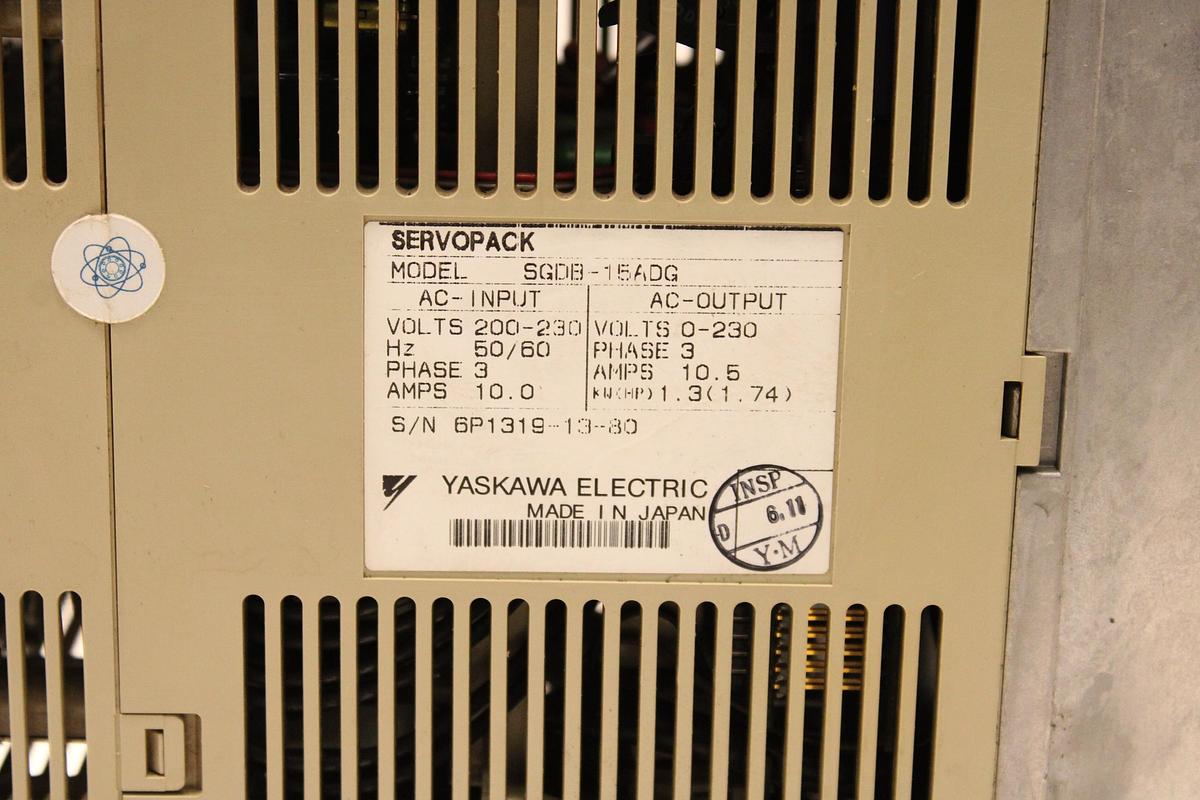 SERVOPACK
MODEL SGDB-15ADG
AC-INPUT AC-OUTPUT
VOLTS 200-230 VOLTS 0-230
Hz 50/60 PHASE 3
PHASE 3 AMPS 10.5
AMPS 10.0 KW(HP) 1.3(1.74)
S/N 6P1319-13-80
YASKAWA ELECTRIC
MADE IN JAPAN
INSP
D 6.11
Y·M